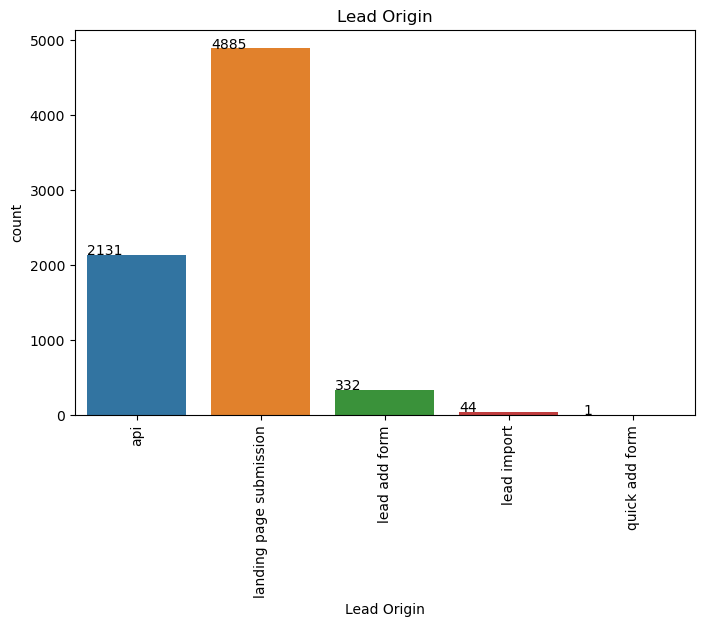 Lead Origin
5000
4000
3000
2000
1000
0
count
4885
2131
332
44
1
api
landing page submission
lead add form
lead import
quick add form
Lead Origin